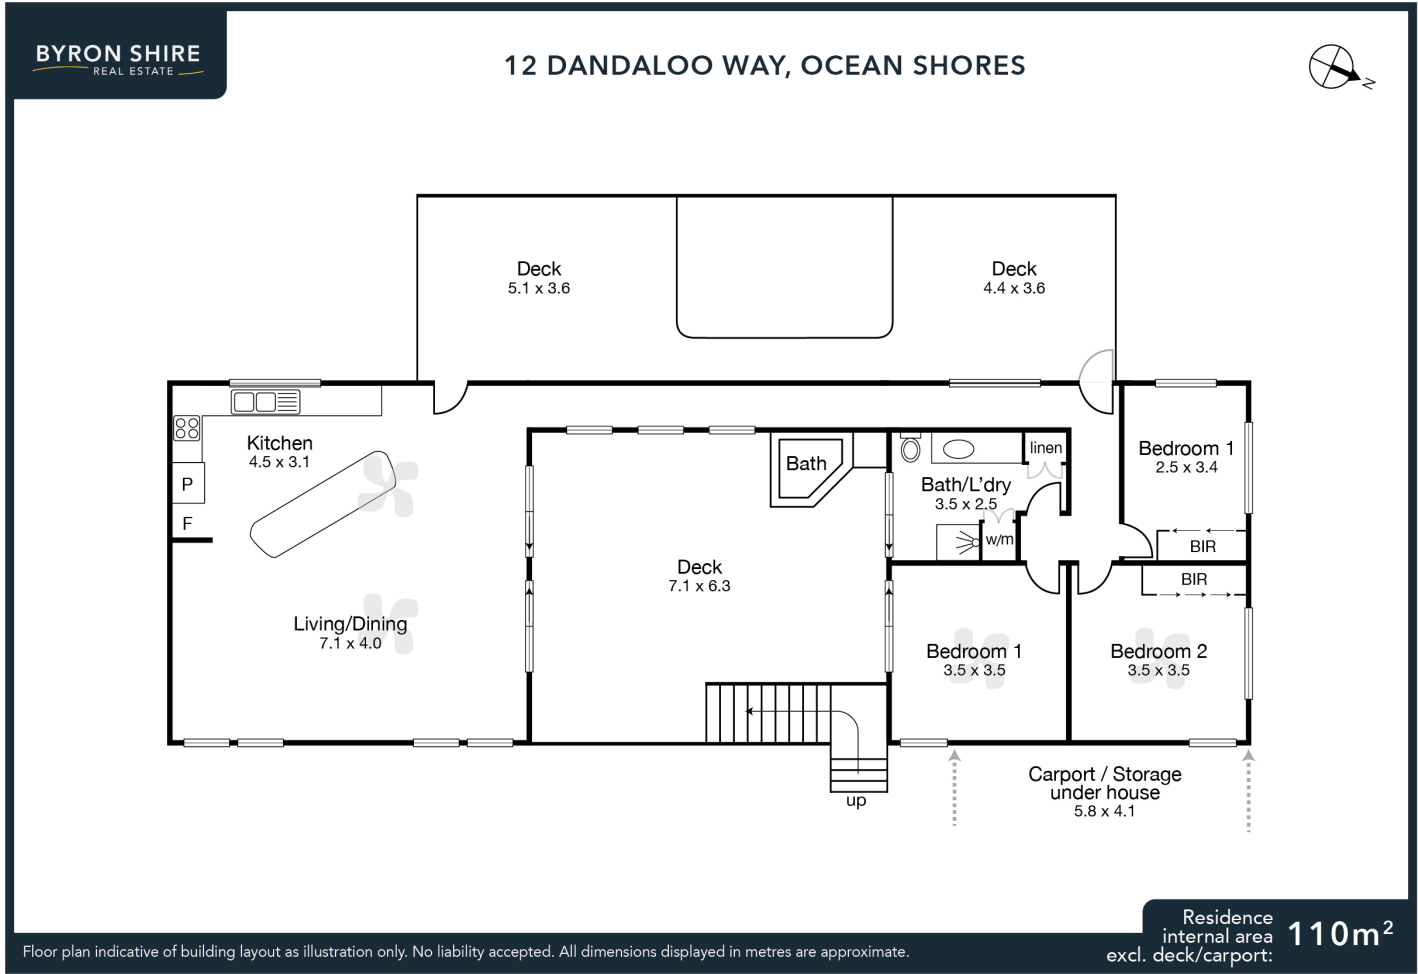 BYRON SHIRE
REAL ESTATE
12 DANDALOO WAY, OCEAN SHORES
N
Deck
5.1 x 3.6
Deck
4.4 x 3.6
Kitchen
4.5 x 3.1
P
F
Bath
linen
Bath/L'dry
3.5 x 2.5
w/m
Bedroom 1
2.5 x 3.4
BIR
BIR
Deck
7.1 x 6.3
Living/Dining
7.1 x 4.0
Bedroom 1
3.5 x 3.5
Bedroom 2
3.5 x 3.5
up
Carport / Storage
under house
5.8 x 4.1
Residence
internal area
excl. deck/carport:
110m²
Floor plan indicative of building layout as illustration only. No liability accepted. All dimensions displayed in metres are approximate.